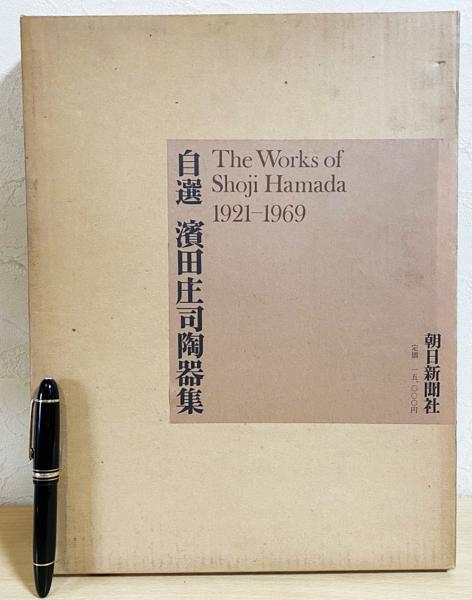 自選 濱田庄司陶器集
The Works of
Shoji Hamada
1921–1969
朝日新聞社
定価 一五、〇〇〇円